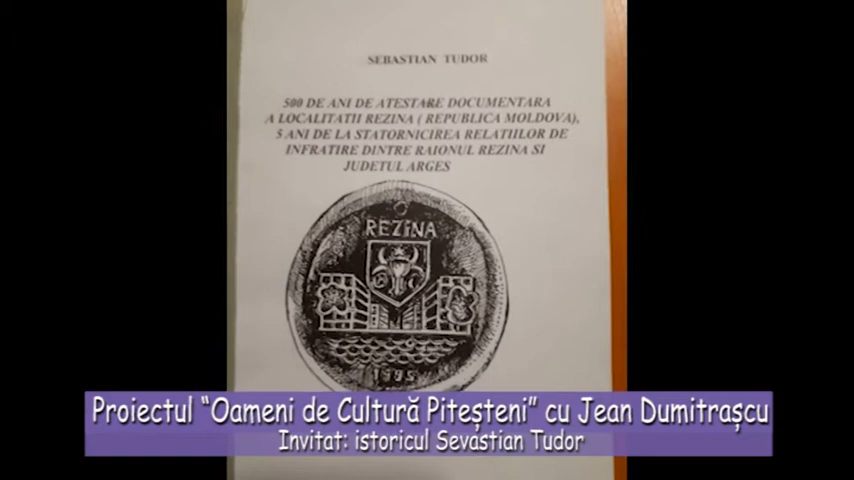 SEBASTIAN TUDOR
500 DE ANI DE ATESTARE DOCUMENTARA
A LOCALITATII REZINA ( REPUBLICA MOLDOVA),
5 ANI DE LA STATORNICIREA RELATIILOR DE
INFRATIRE DINTRE RAIONUL REZINA SI
JUDETUL ARGES
REZINA
1995
Proiectul “Oameni de Cultură Piteșteni” cu Jean Dumitrașcu
Invitat: istoricul Sevastian Tudor